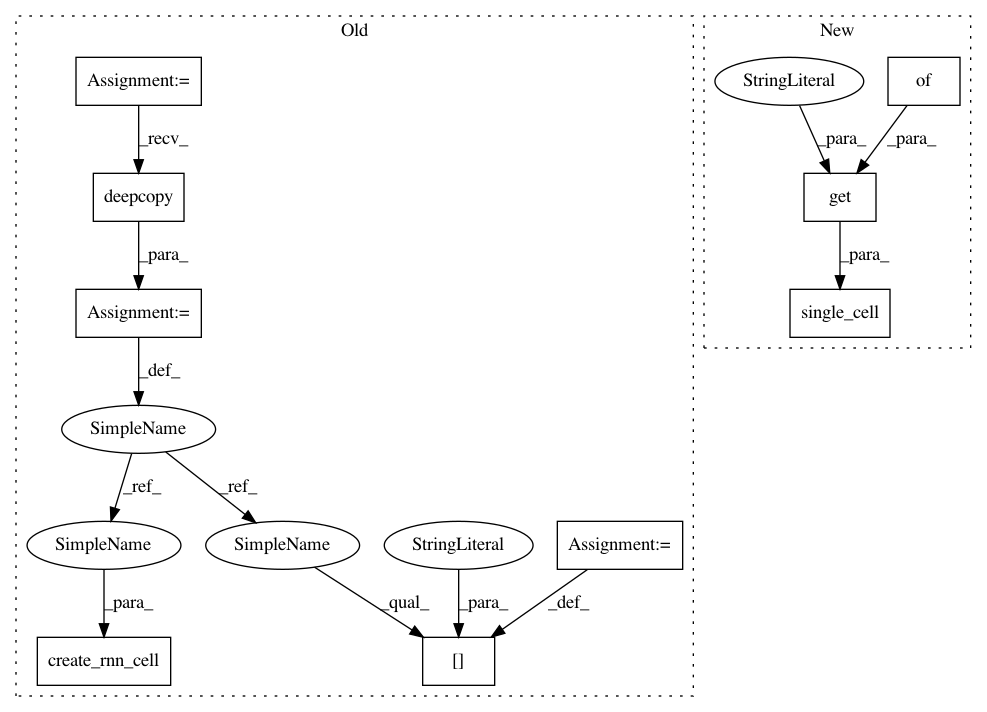 Old
New
Assignment:=
StringLiteral
of
_recv_
_para_
_para_
deepcopy
get
_para_
_para_
Assignment:=
single_cell
_def_
SimpleName
_ref_
_ref_
SimpleName
SimpleName
StringLiteral
Assignment:=
_para_
_qual_
_para_
_def_
create_rnn_cell
[]